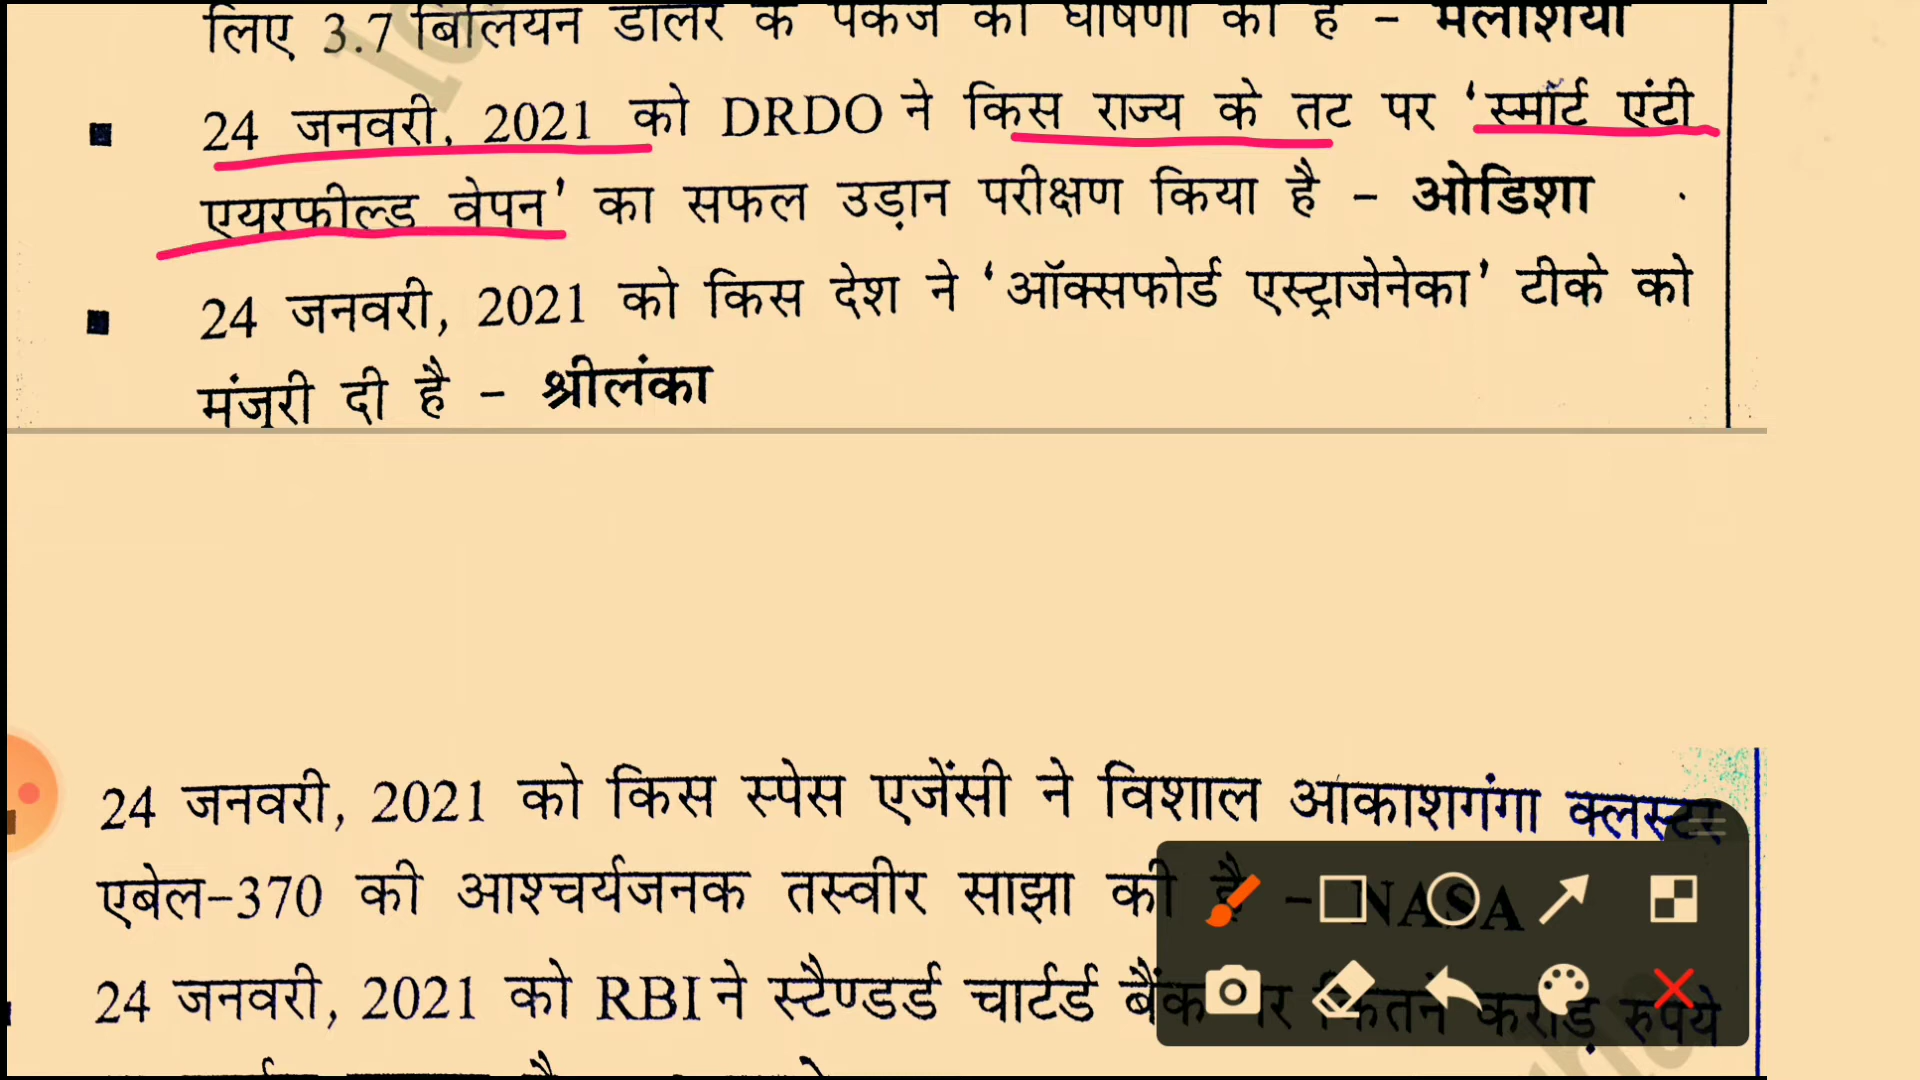 लिए 3.7 बिलियन डॉलर के पैकेज की घोषणा की है – मलेशिया
24 जनवरी, 2021 को DRDO ने किस राज्य के तट पर ‘स्मॉर्ट एंटी
एयरफील्ड वेपन’ का सफल उड़ान परीक्षण किया है – ओडिशा
24 जनवरी, 2021 को किस देश ने ‘ऑक्सफोर्ड एस्ट्राजेनेका’ टीके को
मंजूरी दी है – श्रीलंका
24 जनवरी, 2021 को किस स्पेस एजेंसी ने विशाल आकाशगंगा क्लस्टर
एबेल-370 की आश्चर्यजनक तस्वीर साझा की है – NASA
24 जनवरी, 2021 को RBI ने स्टैण्डर्ड चार्टर्ड बैंक पर कितने करोड़ रुपये